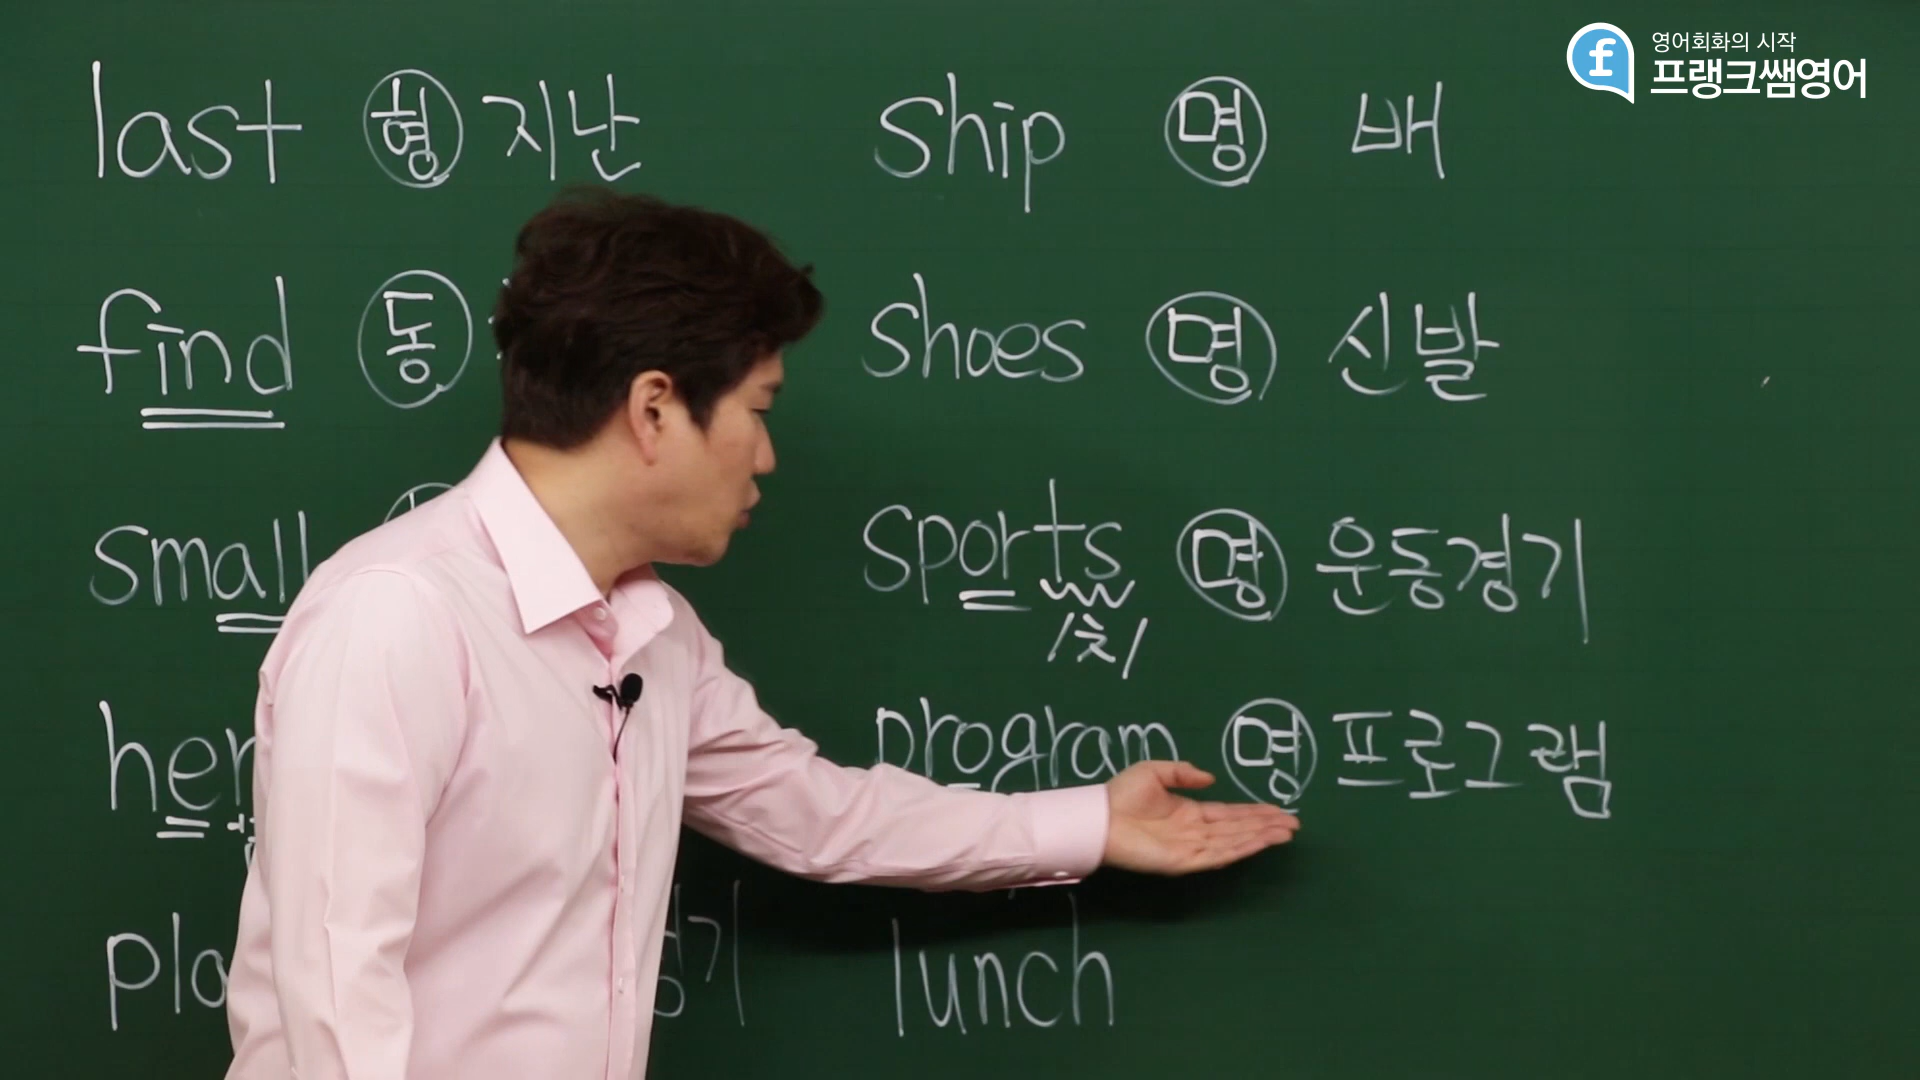 영어회화의 시작
프랭크쌤영어
last 형 지난
find 동
small
her
pla
ship 명 배
shoes 명 신발
sports 명 운동경기
/츠/
program 명 프로그램
lunch